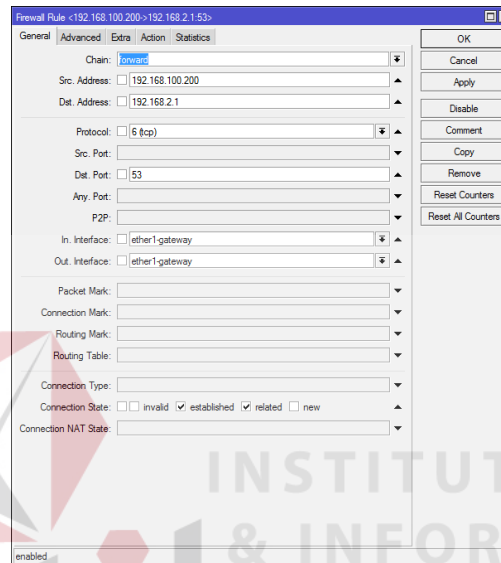 Firewall Rule <192.168.100.200->192.168.2.1:53>
General Advanced Extra Action Statistics
Chain: forward
Src. Address: 192.168.100.200
Dst. Address: 192.168.2.1
Protocol: 6 (tcp)
Src. Port:
Dst. Port: 53
Any. Port:
P2P:
In. Interface: ether1-gateway
Out. Interface: ether1-gateway
Packet Mark:
Connection Mark:
Routing Mark:
Routing Table:
Connection Type:
Connection State: invalid established related new
Connection NAT State:
enabled
OK
Cancel
Apply
Disable
Comment
Copy
Remove
Reset Counters
Reset All Counters
INSTITUT
& INFOR